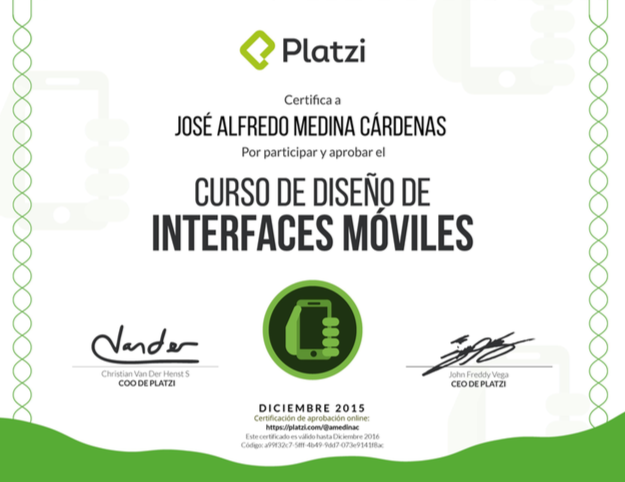 Platzi
Certifica a
JOSÉ ALFREDO MEDINA CÁRDENAS
Por participar y aprobar el
CURSO DE DISEÑO DE
INTERFACES MÓVILES
Vander
Christian Van Der Henst S
COO DE PLATZI
John Freddy Vega
CEO DE PLATZI
DICIEMBRE 2015
Certificación de aprobación online:
https://platzi.com/@amedinac
Este certificado es válido hasta Diciembre 2016
Código: